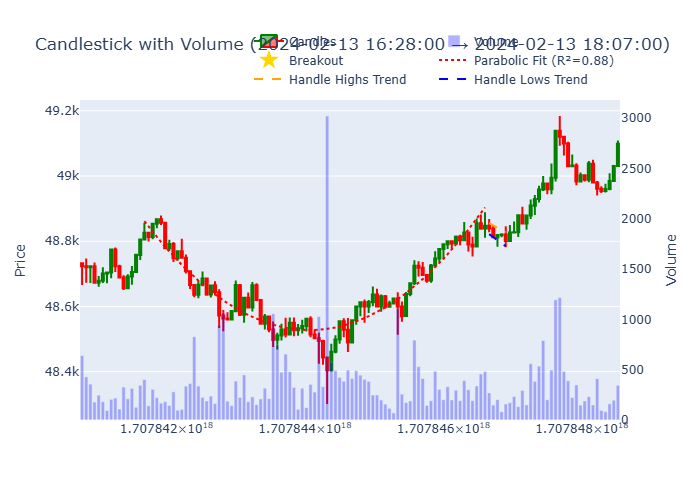 Candlestick with Volume (2024-02-13 16:28:00 → 2024-02-13 18:07:00)
Candles
Volume
Breakout
Parabolic Fit (R²=0.88)
Handle Highs Trend
Handle Lows Trend
49.2k
49k
48.8k
48.6k
48.4k
Price
3000
2500
2000
1500
1000
500
0
Volume
1.707842×10¹⁸
1.707844×10¹⁸
1.707846×10¹⁸
1.707848×10¹⁸